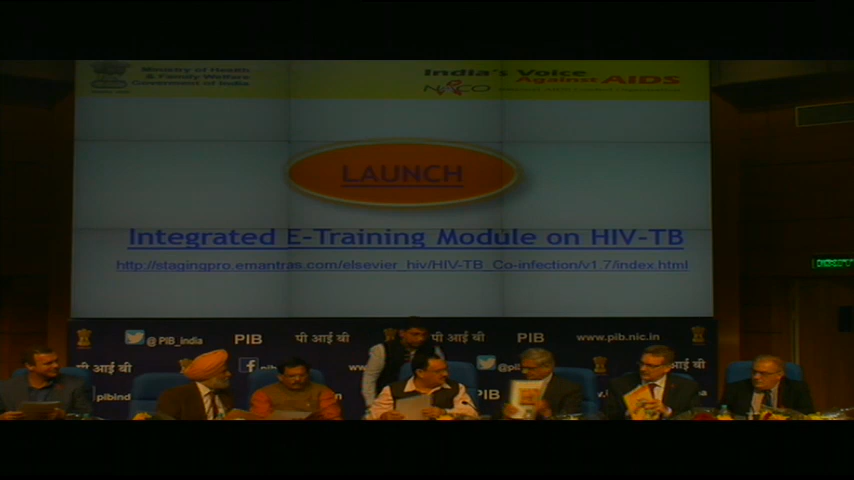 Ministry of Health
& Family Welfare
Government of India
India's Voice
Against AIDS
NACO
LAUNCH
Integrated E-Training Module on HIV-TB
http://stagingpro.emantras.com/elsevier_hiv/HIV-TB_Co-infection/v1.7/index.html
@PIB_india PIB पी आई बी PIB www.pib.nic.in
पी आई बी